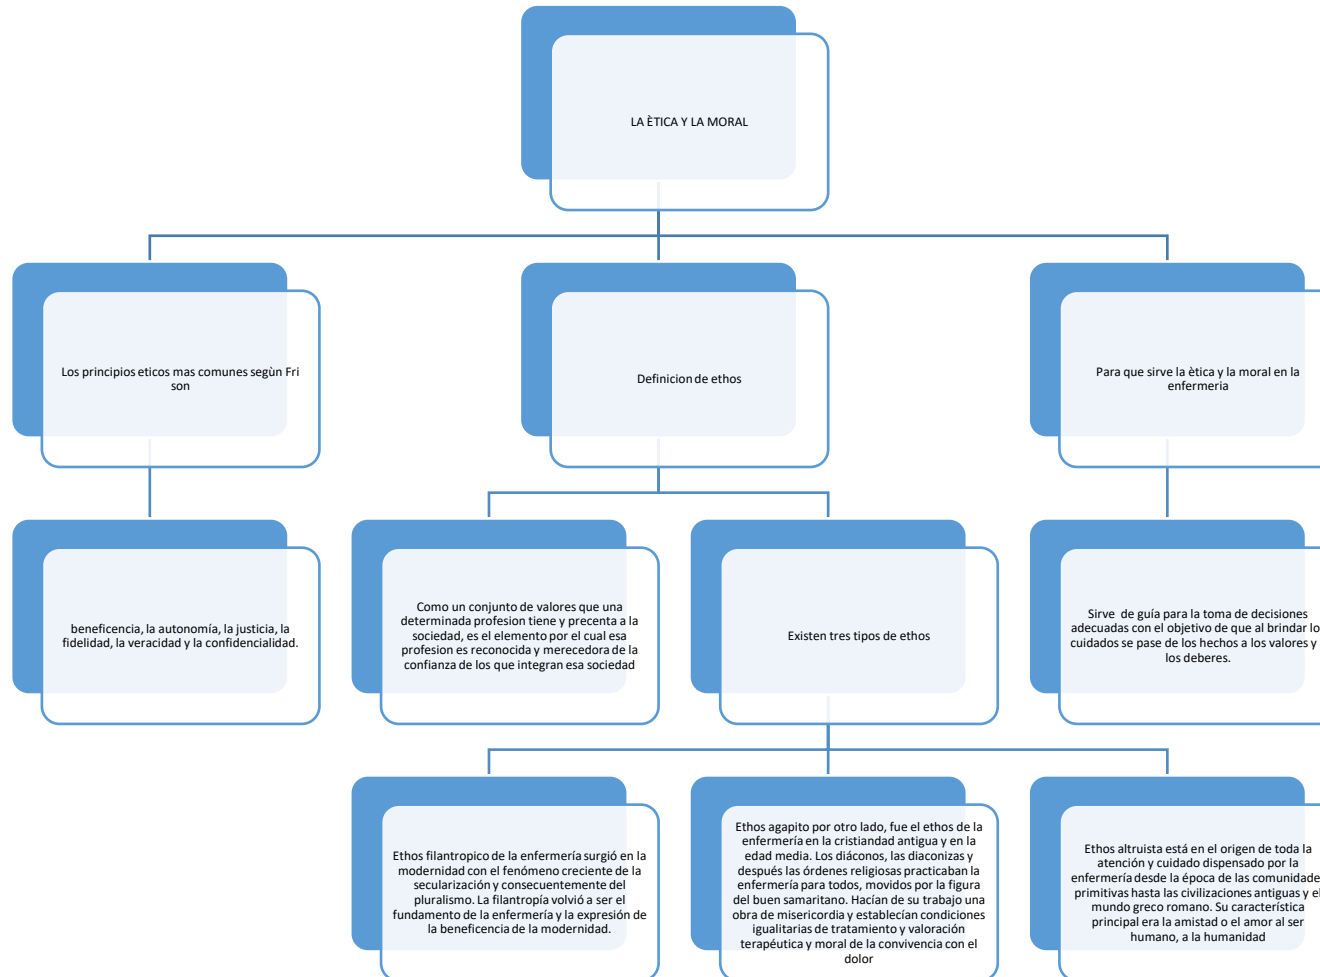 LA ÈTICA Y LA MORAL
Los principios eticos mas comunes segùn Fri
son
Definicion de ethos
Para que sirve la ètica y la moral en la
enfermeria
beneficencia, la autonomía, la justicia, la
fidelidad, la veracidad y la confidencialidad.
Como un conjunto de valores que una
determinada profesion tiene y precenta a la
sociedad, es el elemento por el cual esa
profesion es reconocida y merecedora de la
confianza de los que integran esa sociedad
Existen tres tipos de ethos
Sirve de guía para la toma de decisiones
adecuadas con el objetivo de que al brindar lo
cuidados se pase de los hechos a los valores y
los deberes.
Ethos filantropico de la enfermería surgió en la
modernidad con el fenómeno creciente de la
secularización y consecuentemente del
pluralismo. La filantropía volvió a ser el
fundamento de la enfermería y la expresión de
la beneficencia de la modernidad.
Ethos agapito por otro lado, fue el ethos de la
enfermería en la cristiandad antigua y en la
edad media. Los diáconos, las diaconizas y
después las órdenes religiosas practicaban la
enfermería para todos, movidos por la figura
del buen samaritano. Hacían de su trabajo una
obra de misericordia y establecían condiciones
igualitarias de tratamiento y valoración
terapéutica y moral de la convivencia con el
dolor
Ethos altruista está en el origen de toda la
atención y cuidado dispensado por la
enfermería desde la época de las comunidade
primitivas hasta las civilizaciones antiguas y el
mundo greco romano. Su característica
principal era la amistad o el amor al ser
humano, a la humanidad